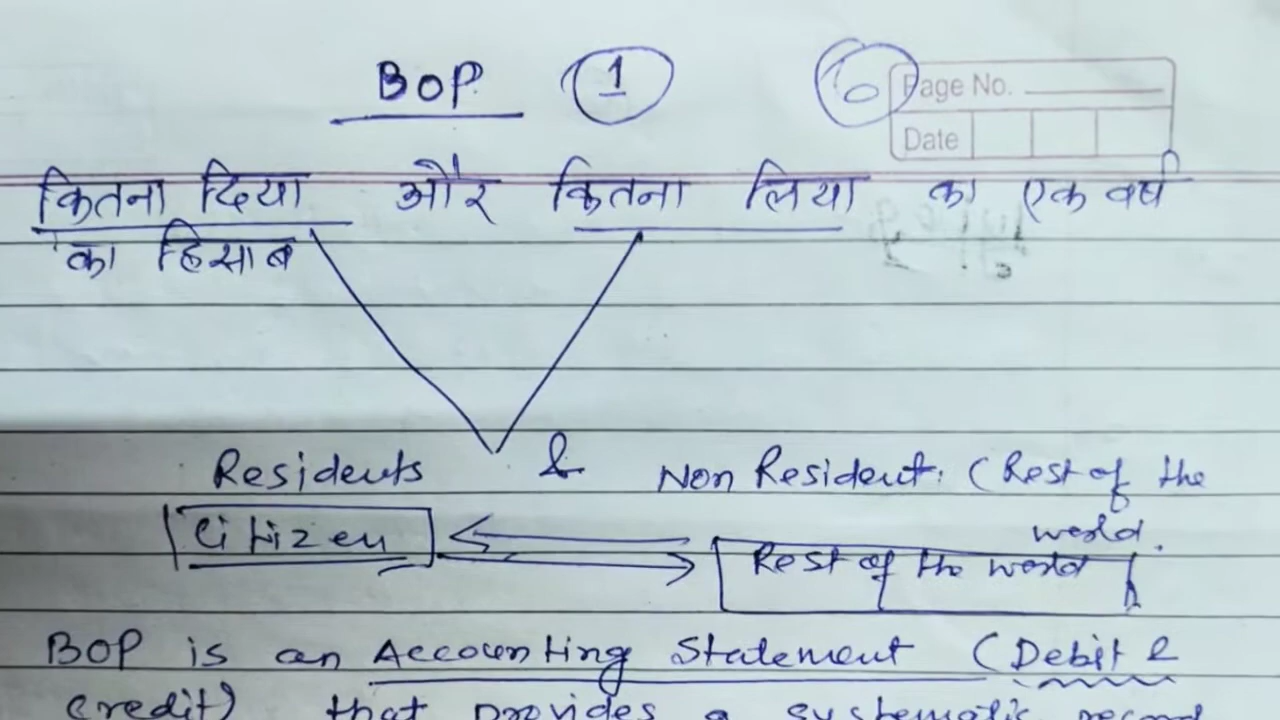 BOP 1
Page No.
Date
कितना दिया और कितना लिया का एक वर्ष
का हिसाब
Residents & Non Resident. (Rest of the
world.
Citizen
Rest of the world
BOP is an Accounting Statement (Debit &
Credit) that provides a systematic record